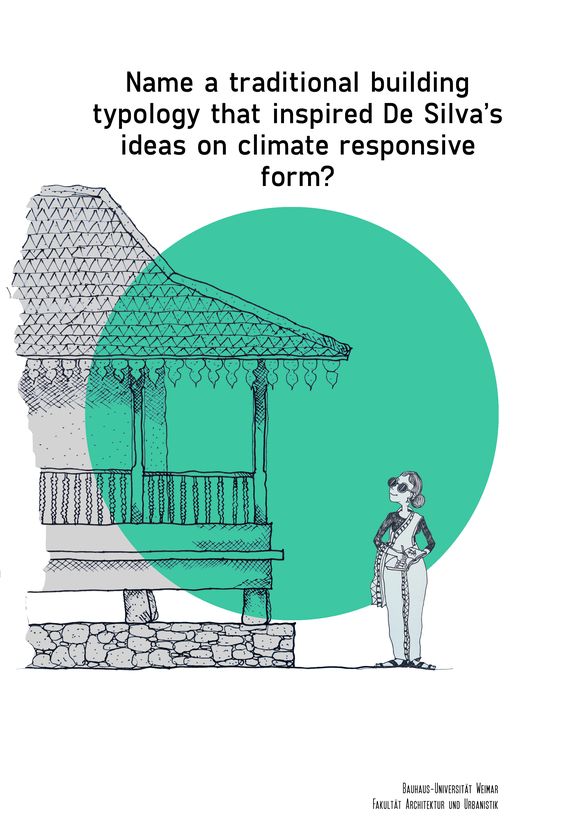 Name a traditional building
typology that inspired De Silva's
ideas on climate responsive
form?
Bauhaus-Universität Weimar
Fakultät Architektur und Urbanistik